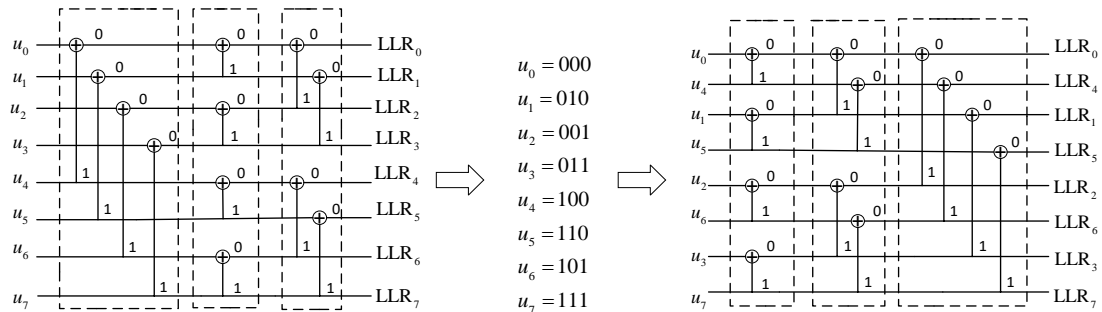 u₀ 0 0 0 LLR₀
u₁ 0 1 0 LLR₁
u₂ 0 0 1 LLR₂
u₃ 0 1 1 LLR₃
u₄ 1 0 0 LLR₄
u₅ 1 1 0 LLR₅
u₆ 1 0 1 LLR₆
u₇ 1 1 1 LLR₇
u₀ = 000
u₁ = 010
u₂ = 001
u₃ = 011
u₄ = 100
u₅ = 110
u₆ = 101
u₇ = 111
u₀ 0 0 0 LLR₀
u₄ 1 0 0 LLR₄
u₁ 0 1 0 LLR₁
u₅ 1 1 0 LLR₅
u₂ 0 0 1 LLR₂
u₆ 1 0 1 LLR₆
u₃ 0 1 1 LLR₃
u₇ 1 1 1 LLR₇